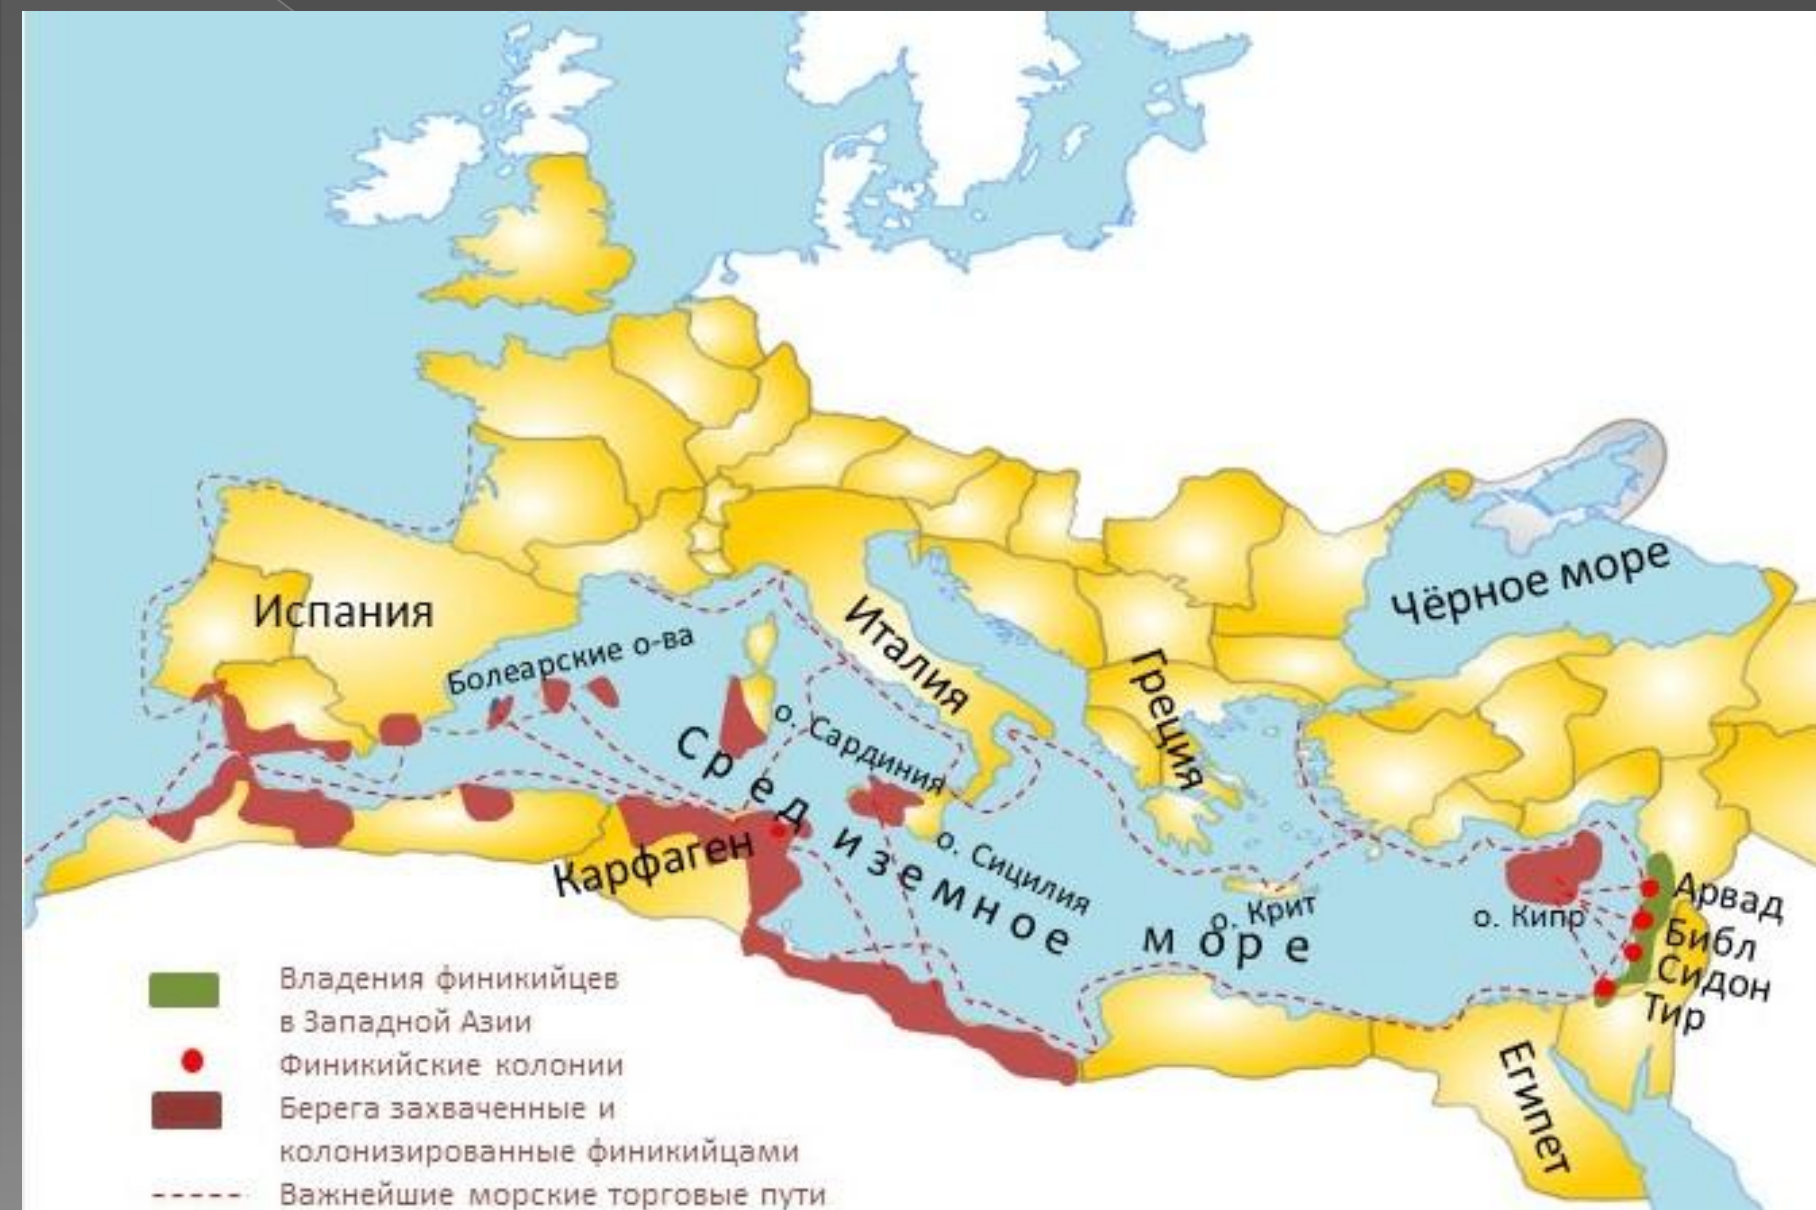 Чёрное море
Испания
Италия
Болеарские о-ва
Греция
о. Сардиния
Средиземное море
Карфаген
о. Сицилия
о. Крит
о. Кипр
Арвад
Библ
Сидон
Тир
Египет
Владения финикийцев
в Западной Азии
Финикийские колонии
Берега захваченные и
колонизированные финикийцами
Важнейшие морские торговые пути